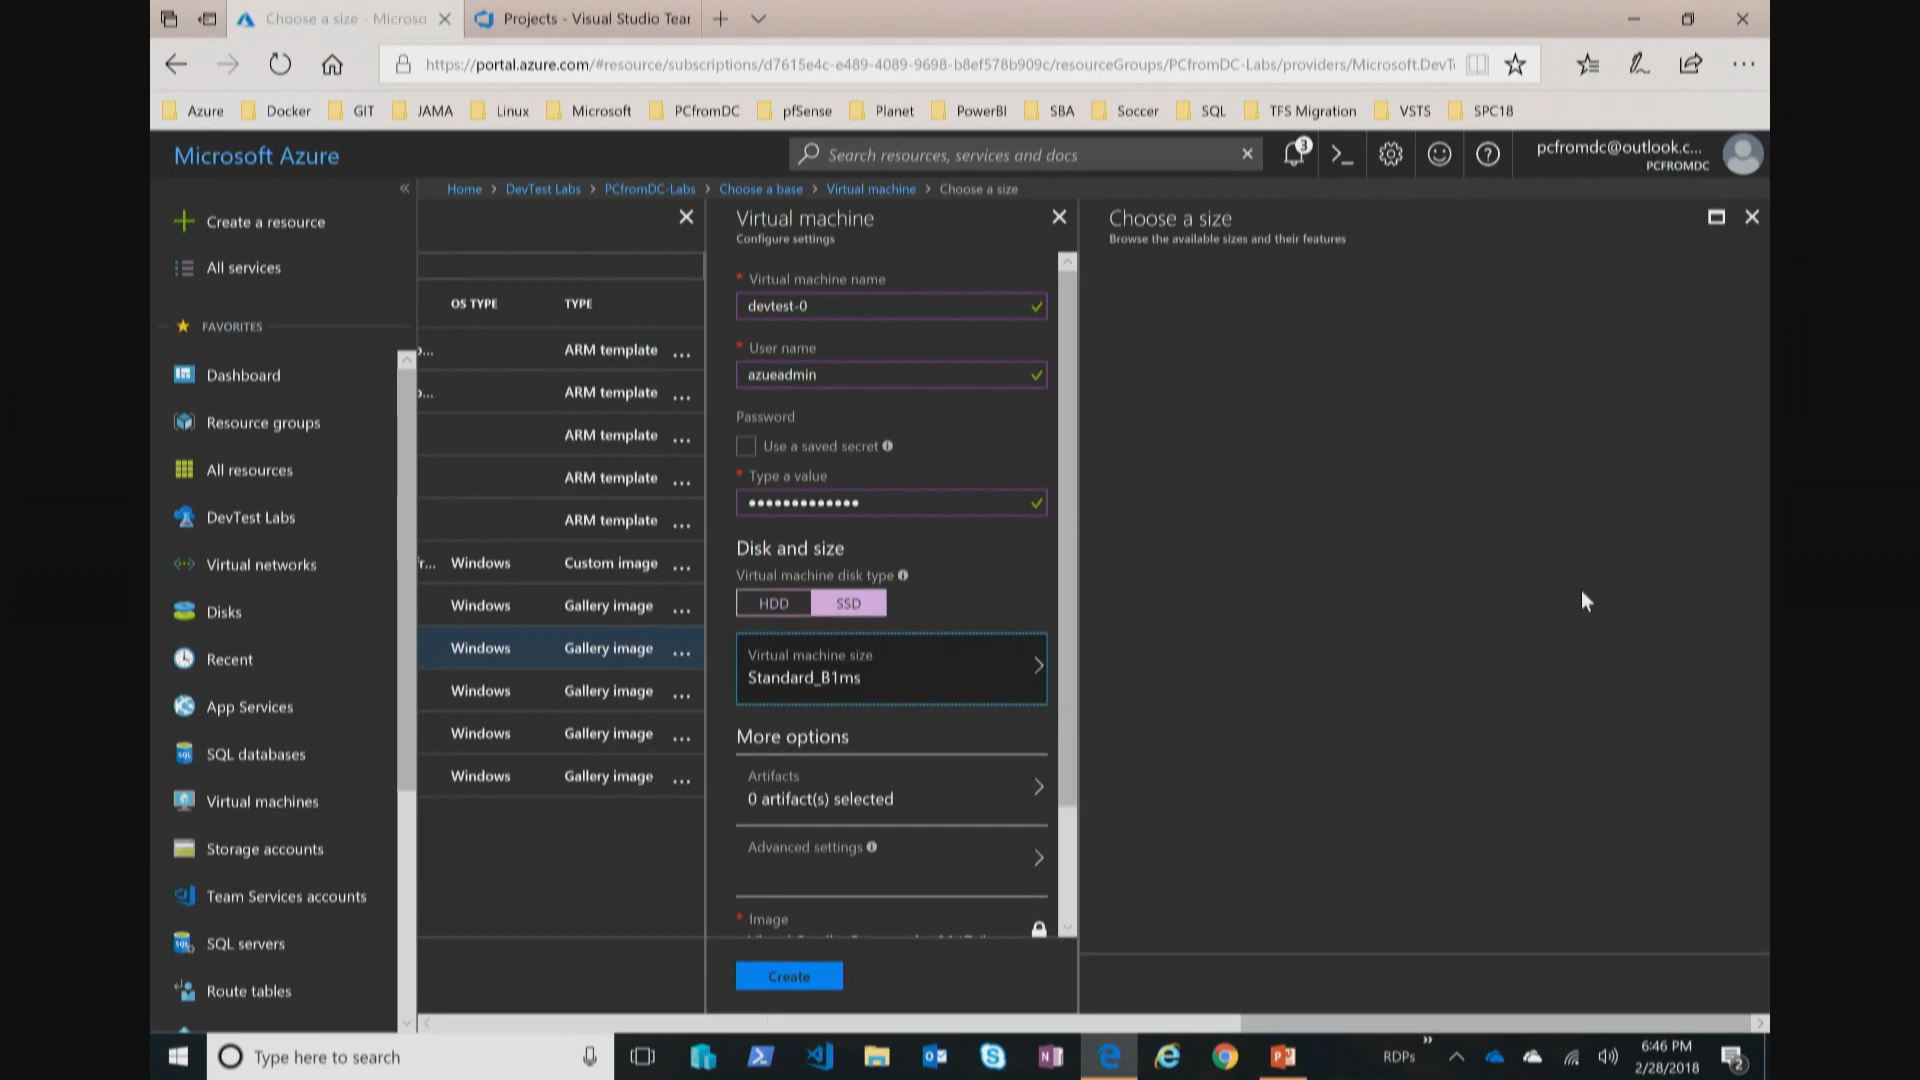 Choose a size - Microso
Projects - Visual Studio Tear
https://portal.azure.com/#resource/subscriptions/d7615e4c-e489-4089-9698-b8ef578b909c/resourceGroups/PCfromDC-Labs/providers/Microsoft.DevT
Azure
Docker
GIT
JAMA
Linux
Microsoft
PCfromDC
pfSense
Planet
PowerBI
SBA
Soccer
SQL
TFS Migration
VSTS
SPC18
Microsoft Azure
Search resources, services and docs
3
pcfromdc@outlook.c...
PCFROMDC
Home > DevTest Labs > PCfromDC-Labs > Choose a base > Virtual machine > Choose a size
Create a resource
All services
FAVORITES
Dashboard
Resource groups
All resources
DevTest Labs
Virtual networks
Disks
Recent
App Services
SQL databases
Virtual machines
Storage accounts
Team Services accounts
SQL servers
Route tables
OS TYPE TYPE
ARM template ...
ARM template ...
ARM template ...
ARM template ...
ARM template ...
Windows Custom image ...
Windows Gallery image ...
Windows Gallery image ...
Windows Gallery image ...
Windows Gallery image ...
Windows Gallery image ...
Virtual machine
Configure settings
* Virtual machine name
devtest-0
* User name
azueadmin
Password
Use a saved secret
* Type a value
•••••••••••••
Disk and size
Virtual machine disk type
HDD SSD
Virtual machine size
Standard_B1ms
More options
Artifacts
0 artifact(s) selected
Advanced settings
* Image
Create
Choose a size
Browse the available sizes and their features
Type here to search
RDPs
6:46 PM
2/28/2018
2